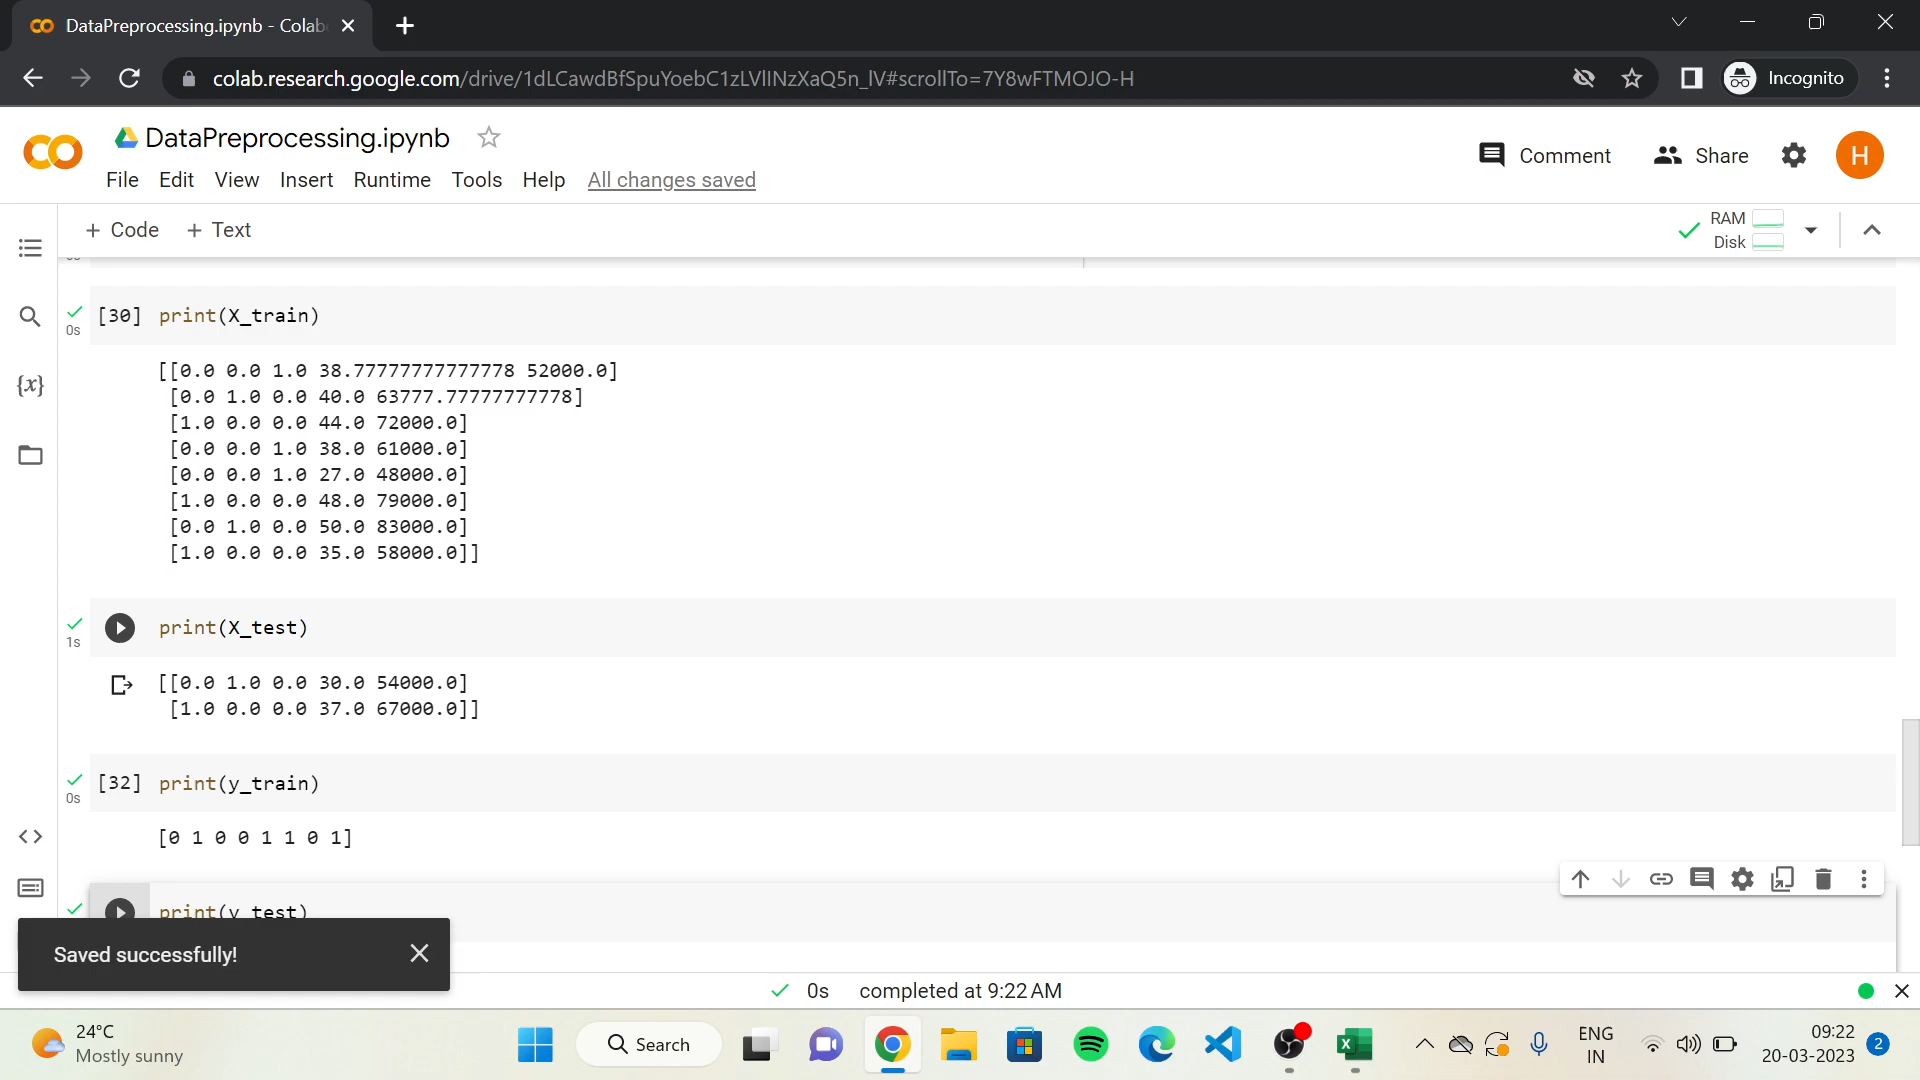 DataPreprocessing.ipynb - Colab
colab.research.google.com/drive/1dLCawdBfSpuYoebC1zLVlINzXaQ5n_lV#scrollTo=7Y8wFTMOJO-H
Incognito
DataPreprocessing.ipynb
Comment
Share
H
File Edit View Insert Runtime Tools Help All changes saved
+ Code + Text
RAM
Disk
[30] print(X_train)
0s
[[0.0 0.0 1.0 38.77777777777778 52000.0]
[0.0 1.0 0.0 40.0 63777.77777777778]
[1.0 0.0 0.0 44.0 72000.0]
[0.0 0.0 1.0 38.0 61000.0]
[0.0 0.0 1.0 27.0 48000.0]
[1.0 0.0 0.0 48.0 79000.0]
[0.0 1.0 0.0 50.0 83000.0]
[1.0 0.0 0.0 35.0 58000.0]]
print(X_test)
1s
[[0.0 1.0 0.0 30.0 54000.0]
[1.0 0.0 0.0 37.0 67000.0]]
[32] print(y_train)
0s
[0 1 0 0 1 1 0 1]
print(y_test)
Saved successfully!
0s completed at 9:22 AM
24°C
Mostly sunny
Search
ENG
IN
09:22
20-03-2023
2